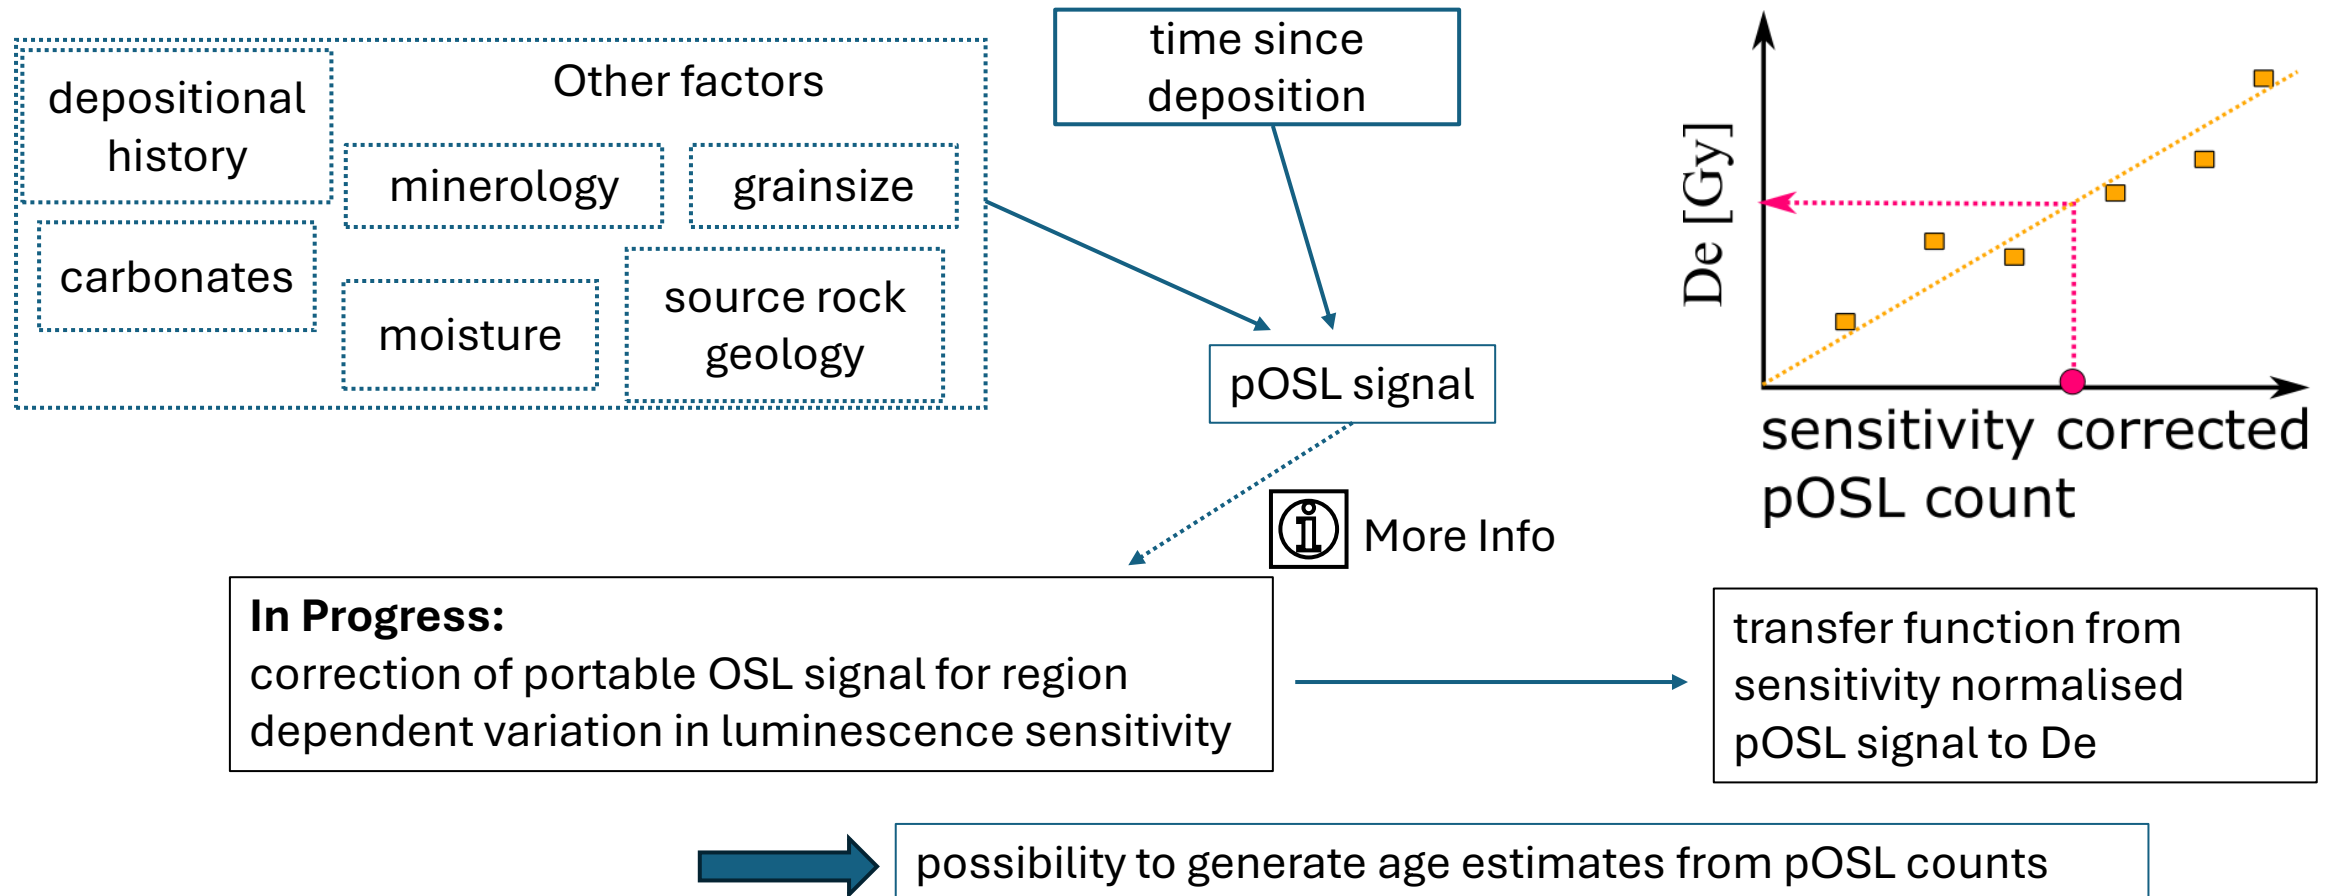 depositional
history
Other factors
minerology
grainsize
carbonates
moisture
source rock
geology
time since
deposition
pOSL signal
De [Gy]
sensitivity corrected
pOSL count
More Info
In Progress:
correction of portable OSL signal for region
dependent variation in luminescence sensitivity
transfer function from
sensitivity normalised
pOSL signal to De
possibility to generate age estimates from pOSL counts